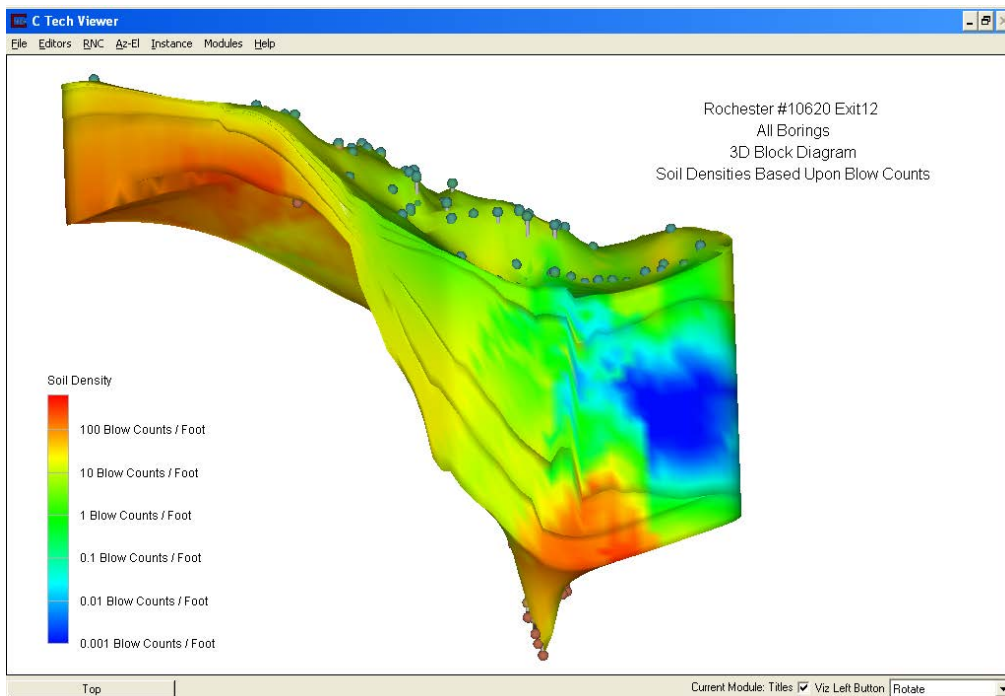 C Tech Viewer
File Editors RNC Az-El Instance Modules Help
Rochester #10620 Exit12
All Borings
3D Block Diagram
Soil Densities Based Upon Blow Counts
Soil Density
100 Blow Counts / Foot
10 Blow Counts / Foot
1 Blow Counts / Foot
0.1 Blow Counts / Foot
0.01 Blow Counts / Foot
0.001 Blow Counts / Foot
Top Current Module: Titles Viz Left Button Rotate